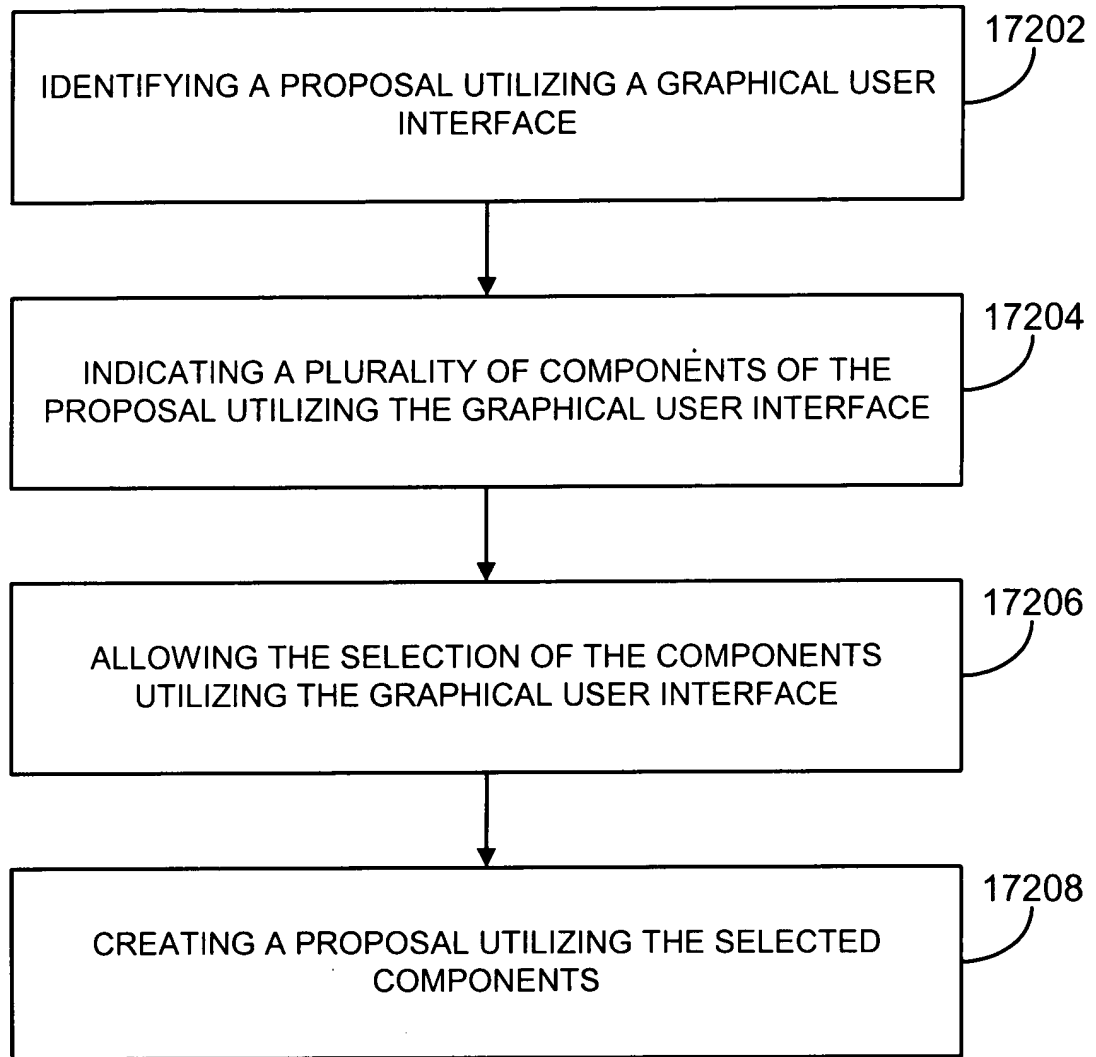 17202
IDENTIFYING A PROPOSAL UTILIZING A GRAPHICAL USER
INTERFACE
17204
INDICATING A PLURALITY OF COMPONENTS OF THE
PROPOSAL UTILIZING THE GRAPHICAL USER INTERFACE
17206
ALLOWING THE SELECTION OF THE COMPONENTS
UTILIZING THE GRAPHICAL USER INTERFACE
17208
CREATING A PROPOSAL UTILIZING THE SELECTED
COMPONENTS